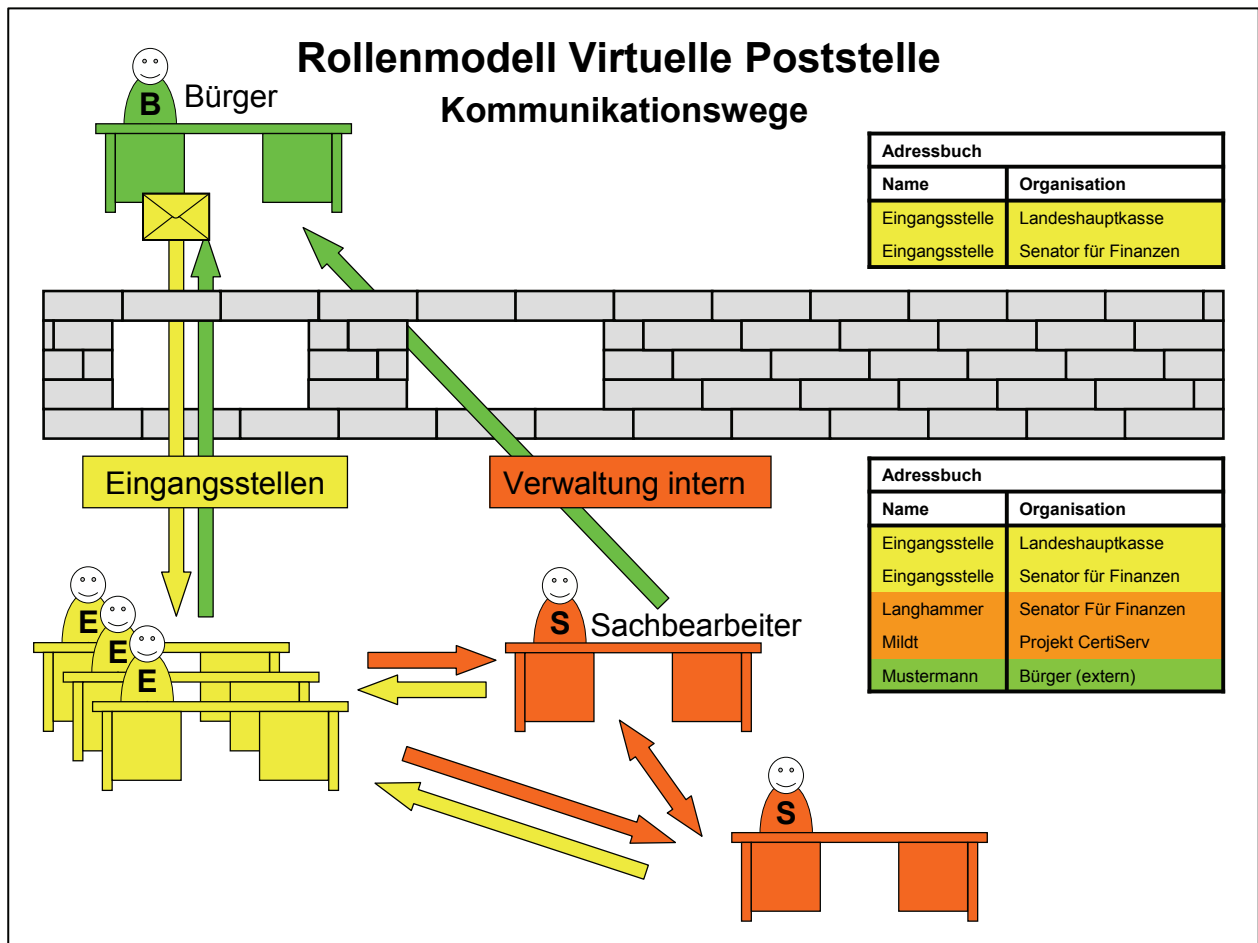 Rollenmodell Virtuelle Poststelle
Kommunikationswege
B Bürger
Adressbuch
Name Organisation
Eingangsstelle Landeshauptkasse
Eingangsstelle Senator für Finanzen
Eingangsstellen
Verwaltung intern
Adressbuch
Name Organisation
Eingangsstelle Landeshauptkasse
Eingangsstelle Senator für Finanzen
Langhammer Senator Für Finanzen
Mildt Projekt CertiServ
Mustermann Bürger (extern)
E
E
E
S Sachbearbeiter
S